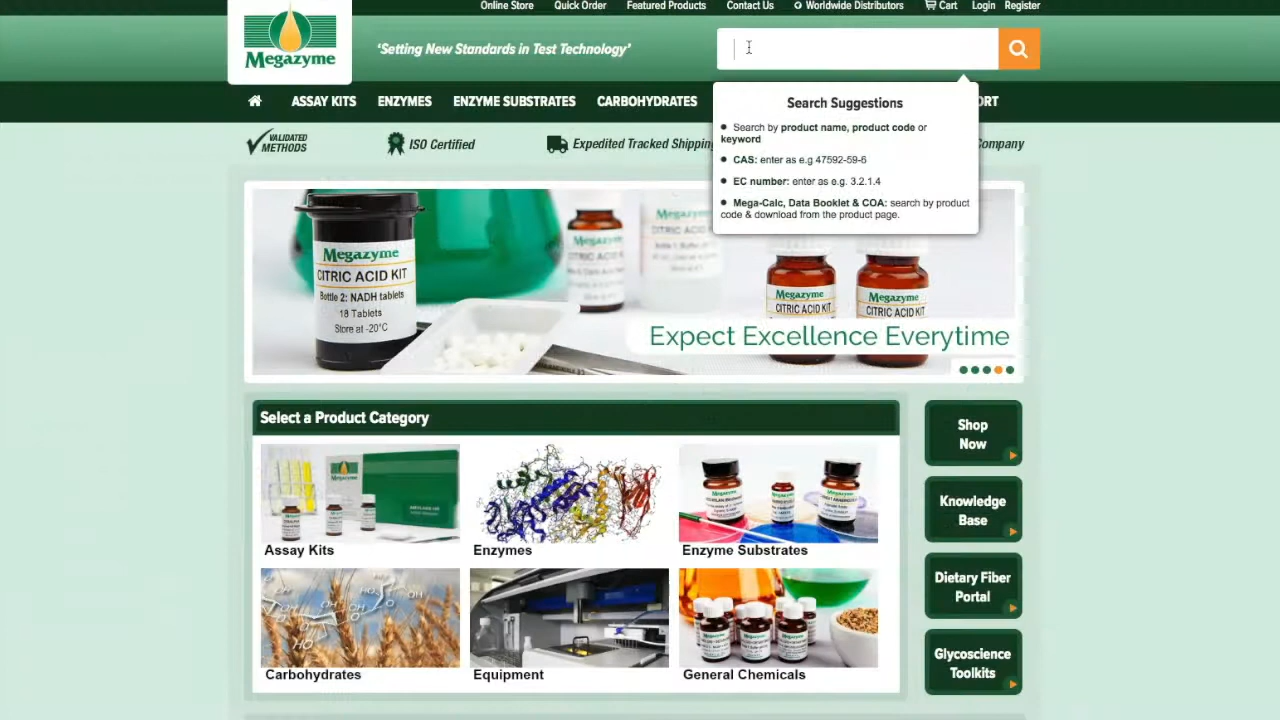 Online Store Quick Order Featured Products Contact Us Worldwide Distributors Cart Login Register
Megazyme
'Setting New Standards in Test Technology'
ASSAY KITS ENZYMES ENZYME SUBSTRATES CARBOHYDRATES
Search Suggestions
Search by product name, product code or
keyword
CAS: enter as e.g 47592-59-6
EC number: enter as e.g. 3.2.1.4
Mega-Calc, Data Booklet & COA: search by product
code & download from the product page.
VALIDATED
METHODS
ISO Certified
Expedited Tracked Shipping
Company
Megazyme
CITRIC ACID KIT
Bottle 2: NADH tablets
18 Tablets
Store at -20°C
Megazyme
CITRIC ACID KIT
Megazyme
CITRIC ACID KIT
Megazyme
CITRIC ACID KIT
Expect Excellence Everytime
Select a Product Category
Assay Kits
Enzymes
Enzyme Substrates
Carbohydrates
Equipment
General Chemicals
Shop
Now
Knowledge
Base
Dietary Fiber
Portal
Glycoscience
Toolkits